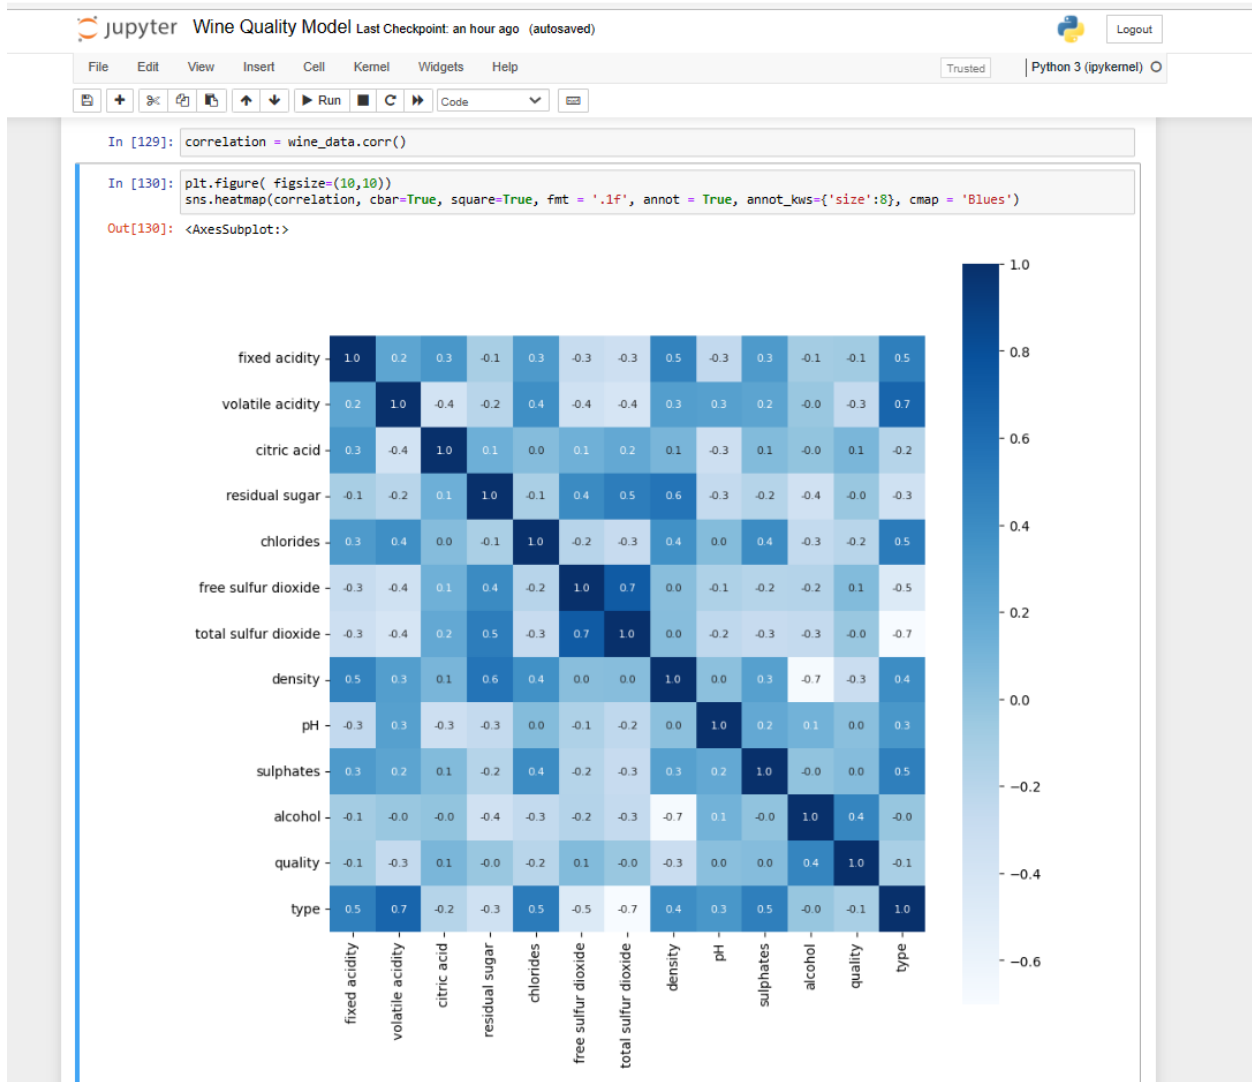 jupyter Wine Quality Model Last Checkpoint: an hour ago (autosaved)
Logout
File Edit View Insert Cell Kernel Widgets Help
Trusted
Python 3 (ipykernel)
Run
Code
In [129]: correlation = wine_data.corr()
In [130]: plt.figure( figsize=(10,10))
sns.heatmap(correlation, cbar=True, square=True, fmt = '.1f', annot = True, annot_kws={'size':8}, cmap = 'Blues')
Out[130]: <AxesSubplot:>
fixed acidity 1.0 0.2 0.3 -0.1 0.3 -0.3 -0.3 0.5 -0.3 0.3 -0.1 -0.1 0.5
volatile acidity 0.2 1.0 -0.4 -0.2 0.4 -0.4 -0.4 0.3 0.3 0.2 -0.0 -0.3 0.7
citric acid 0.3 -0.4 1.0 0.1 0.0 0.1 0.2 0.1 -0.3 0.1 -0.0 0.1 -0.2
residual sugar -0.1 -0.2 0.1 1.0 -0.1 0.4 0.5 0.6 -0.3 -0.2 -0.4 -0.0 -0.3
chlorides 0.3 0.4 0.0 -0.1 1.0 -0.2 -0.3 0.4 0.0 0.4 -0.3 -0.2 0.5
free sulfur dioxide -0.3 -0.4 0.1 0.4 -0.2 1.0 0.7 0.0 -0.1 -0.2 -0.2 0.1 -0.5
total sulfur dioxide -0.3 -0.4 0.2 0.5 -0.3 0.7 1.0 0.0 -0.2 -0.3 -0.3 -0.0 -0.7
density 0.5 0.3 0.1 0.6 0.4 0.0 0.0 1.0 0.0 0.3 -0.7 -0.3 0.4
pH -0.3 0.3 -0.3 -0.3 0.0 -0.1 -0.2 0.0 1.0 0.2 0.1 0.0 0.3
sulphates 0.3 0.2 0.1 -0.2 0.4 -0.2 -0.3 0.3 0.2 1.0 -0.0 0.0 0.5
alcohol -0.1 -0.0 -0.0 -0.4 -0.3 -0.2 -0.3 -0.7 0.1 -0.0 1.0 0.4 -0.0
quality -0.1 -0.3 0.1 -0.0 -0.2 0.1 -0.0 -0.3 0.0 0.0 0.4 1.0 -0.1
type 0.5 0.7 -0.2 -0.3 0.5 -0.5 -0.7 0.4 0.3 0.5 -0.0 -0.1 1.0
fixed acidity
volatile acidity
citric acid
residual sugar
chlorides
free sulfur dioxide
total sulfur dioxide
density
pH
sulphates
alcohol
quality
type
1.0
0.8
0.6
0.4
0.2
0.0
−0.2
−0.4
−0.6